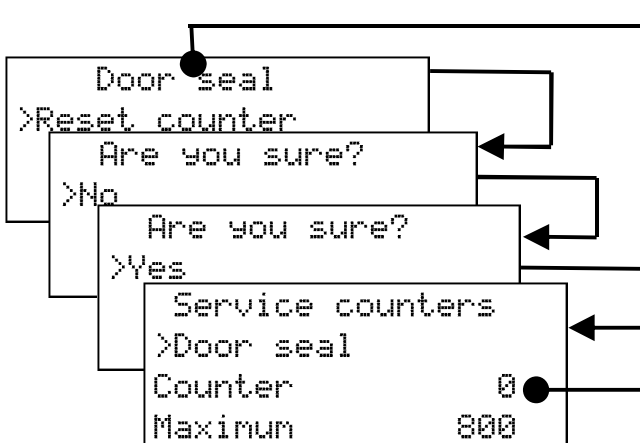 Door seal
>Reset counter
Are you sure?
>No
Are you sure?
>Yes
Service counters
>Door seal
Counter 0
Maximum 800